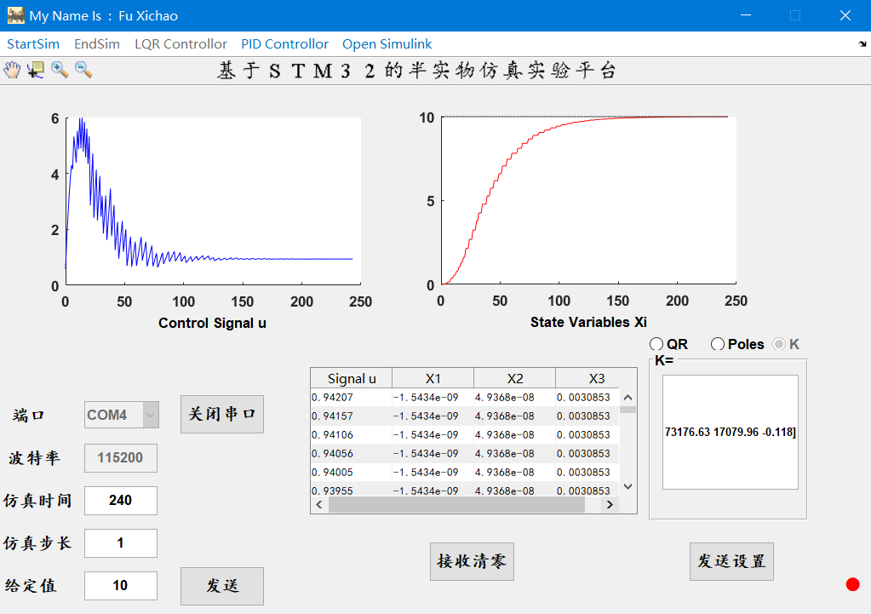 My Name Is : Fu Xichao
StartSim EndSim LQR Controllor PID Controllor Open Simulink
基于STM32的半实物仿真实验平台
6
4
2
0
0 50 100 150 200 250
Control Signal u
10
5
0
0 50 100 150 200 250
State Variables Xi
QR Poles K
K=
73176.63 17079.96 -0.118]
Signal u X1 X2 X3
0.94207 -1.5434e-09 4.9368e-08 0.0030853
0.94157 -1.5434e-09 4.9368e-08 0.0030853
0.94106 -1.5434e-09 4.9368e-08 0.0030853
0.94056 -1.5434e-09 4.9368e-08 0.0030853
0.94005 -1.5434e-09 4.9368e-08 0.0030853
0.93955 -1.5434e-09 4.9368e-08 0.0030853
端口 COM4 关闭串口
波特率 115200
仿真时间 240
仿真步长 1
给定值 10 发送
接收清零 发送设置